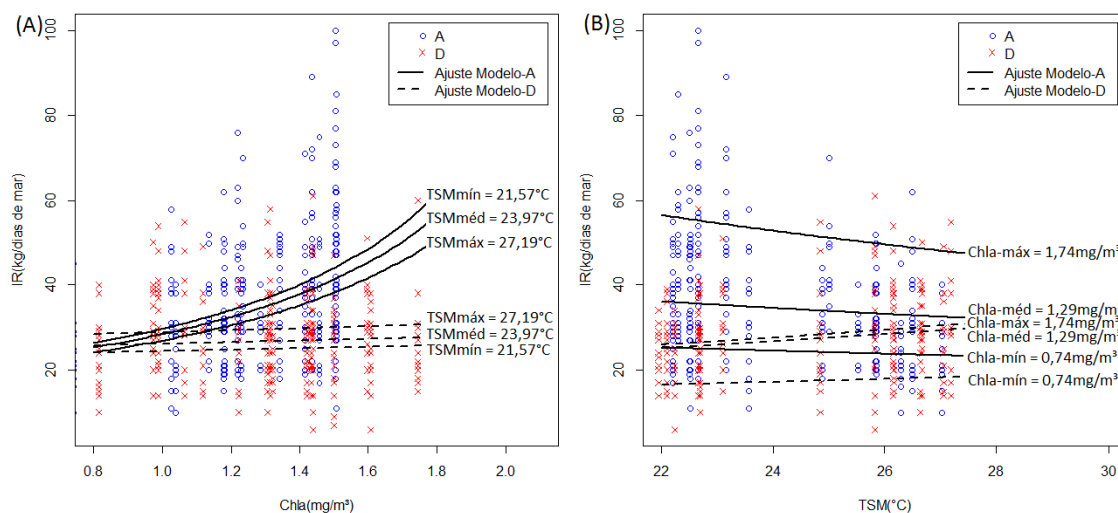 (A)
A
D
Ajuste Modelo-A
Ajuste Modelo-D
TSMmín = 21,57°C
TSMméd = 23,97°C
TSMmáx = 27,19°C
TSMmáx = 27,19°C
TSMméd = 23,97°C
TSMmín = 21,57°C
IR(kg/dias de mar)
100
80
60
40
20
0.8 1.0 1.2 1.4 1.6 1.8 2.0
Chla(mg/m³)
(B)
A
D
Ajuste Modelo-A
Ajuste Modelo-D
Chla-máx = 1,74mg/m³
Chla-méd = 1,29mg/m³
Chla-máx = 1,74mg/m³
Chla-méd = 1,29mg/m³
Chla-mín = 0,74mg/m³
Chla-mín = 0,74mg/m³
IR(kg/dias de mar)
100
80
60
40
20
22 24 26 28 30
TSM(°C)